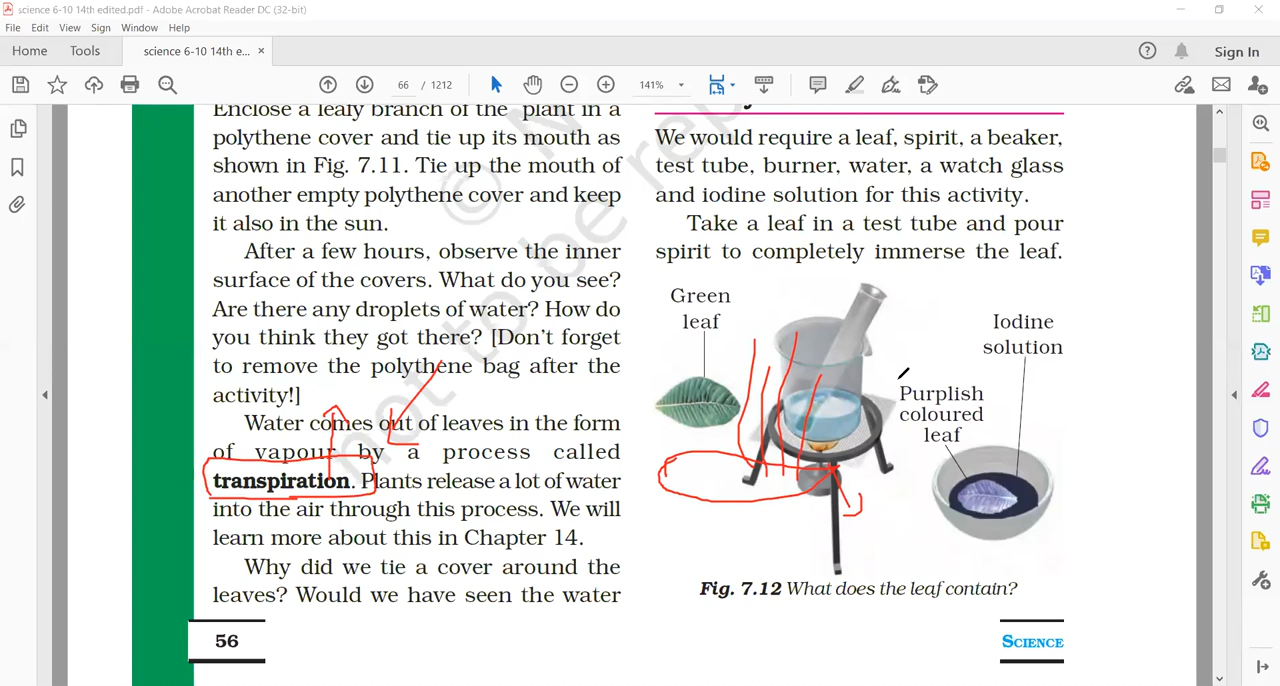 science 6-10 14th edited.pdf - Adobe Acrobat Reader DC (32-bit)
File Edit View Sign Window Help
Home Tools science 6-10 14th e... × Sign In
66 / 1212 141%
Enclose a leafy branch of the plant in a
polythene cover and tie up its mouth as
shown in Fig. 7.11. Tie up the mouth of
another empty polythene cover and keep
it also in the sun.
After a few hours, observe the inner
surface of the covers. What do you see?
Are there any droplets of water? How do
you think they got there? [Don't forget
to remove the polythene bag after the
activity!]
Water comes out of leaves in the form
of vapour by a process called
transpiration. Plants release a lot of water
into the air through this process. We will
learn more about this in Chapter 14.
Why did we tie a cover around the
leaves? Would we have seen the water
56
We would require a leaf, spirit, a beaker,
test tube, burner, water, a watch glass
and iodine solution for this activity.
Take a leaf in a test tube and pour
spirit to completely immerse the leaf.
Green
leaf
Iodine
solution
Purplish
coloured
leaf
Fig. 7.12 What does the leaf contain?
SCIENCE
© N
not to be rep